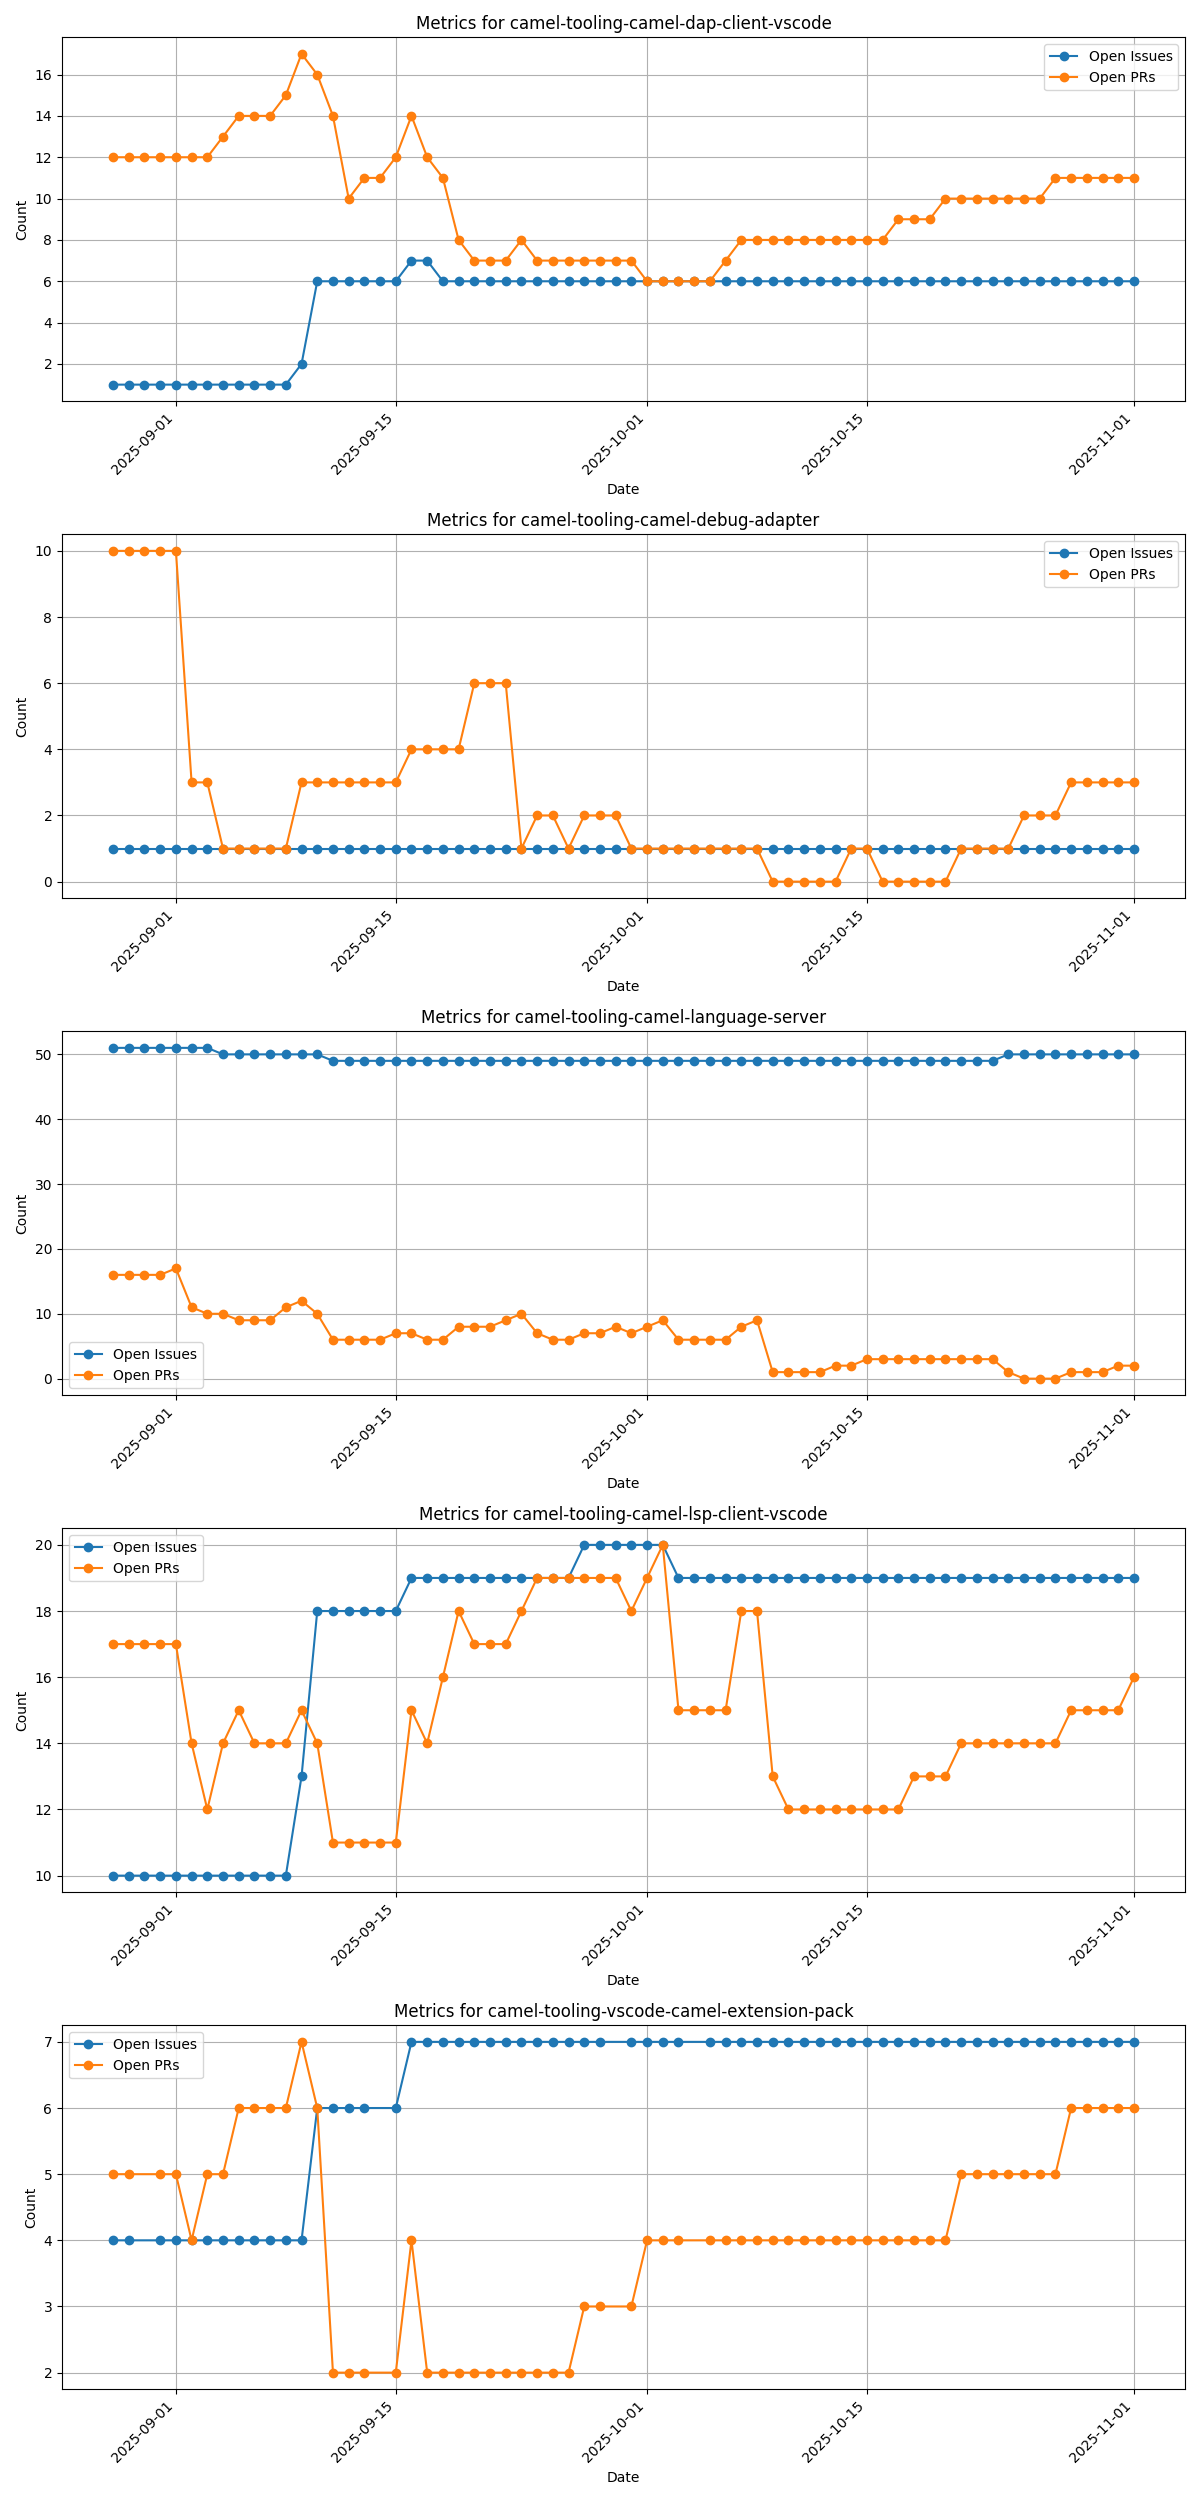 Metrics for camel-tooling-camel-dap-client-vscode
Open Issues
Open PRs
16
14
12
10
8
6
4
2
Count
2025-09-01
2025-09-15
2025-10-01
2025-10-15
2025-11-01
Date
Metrics for camel-tooling-camel-debug-adapter
Open Issues
Open PRs
10
8
6
4
2
0
Count
2025-09-01
2025-09-15
2025-10-01
2025-10-15
2025-11-01
Date
Metrics for camel-tooling-camel-language-server
50
40
30
20
10
0
Count
Open Issues
Open PRs
2025-09-01
2025-09-15
2025-10-01
2025-10-15
2025-11-01
Date
Metrics for camel-tooling-camel-lsp-client-vscode
Open Issues
Open PRs
20
18
16
14
12
10
Count
2025-09-01
2025-09-15
2025-10-01
2025-10-15
2025-11-01
Date
Metrics for camel-tooling-vscode-camel-extension-pack
Open Issues
Open PRs
7
6
5
4
3
2
Count
2025-09-01
2025-09-15
2025-10-01
2025-10-15
2025-11-01
Date